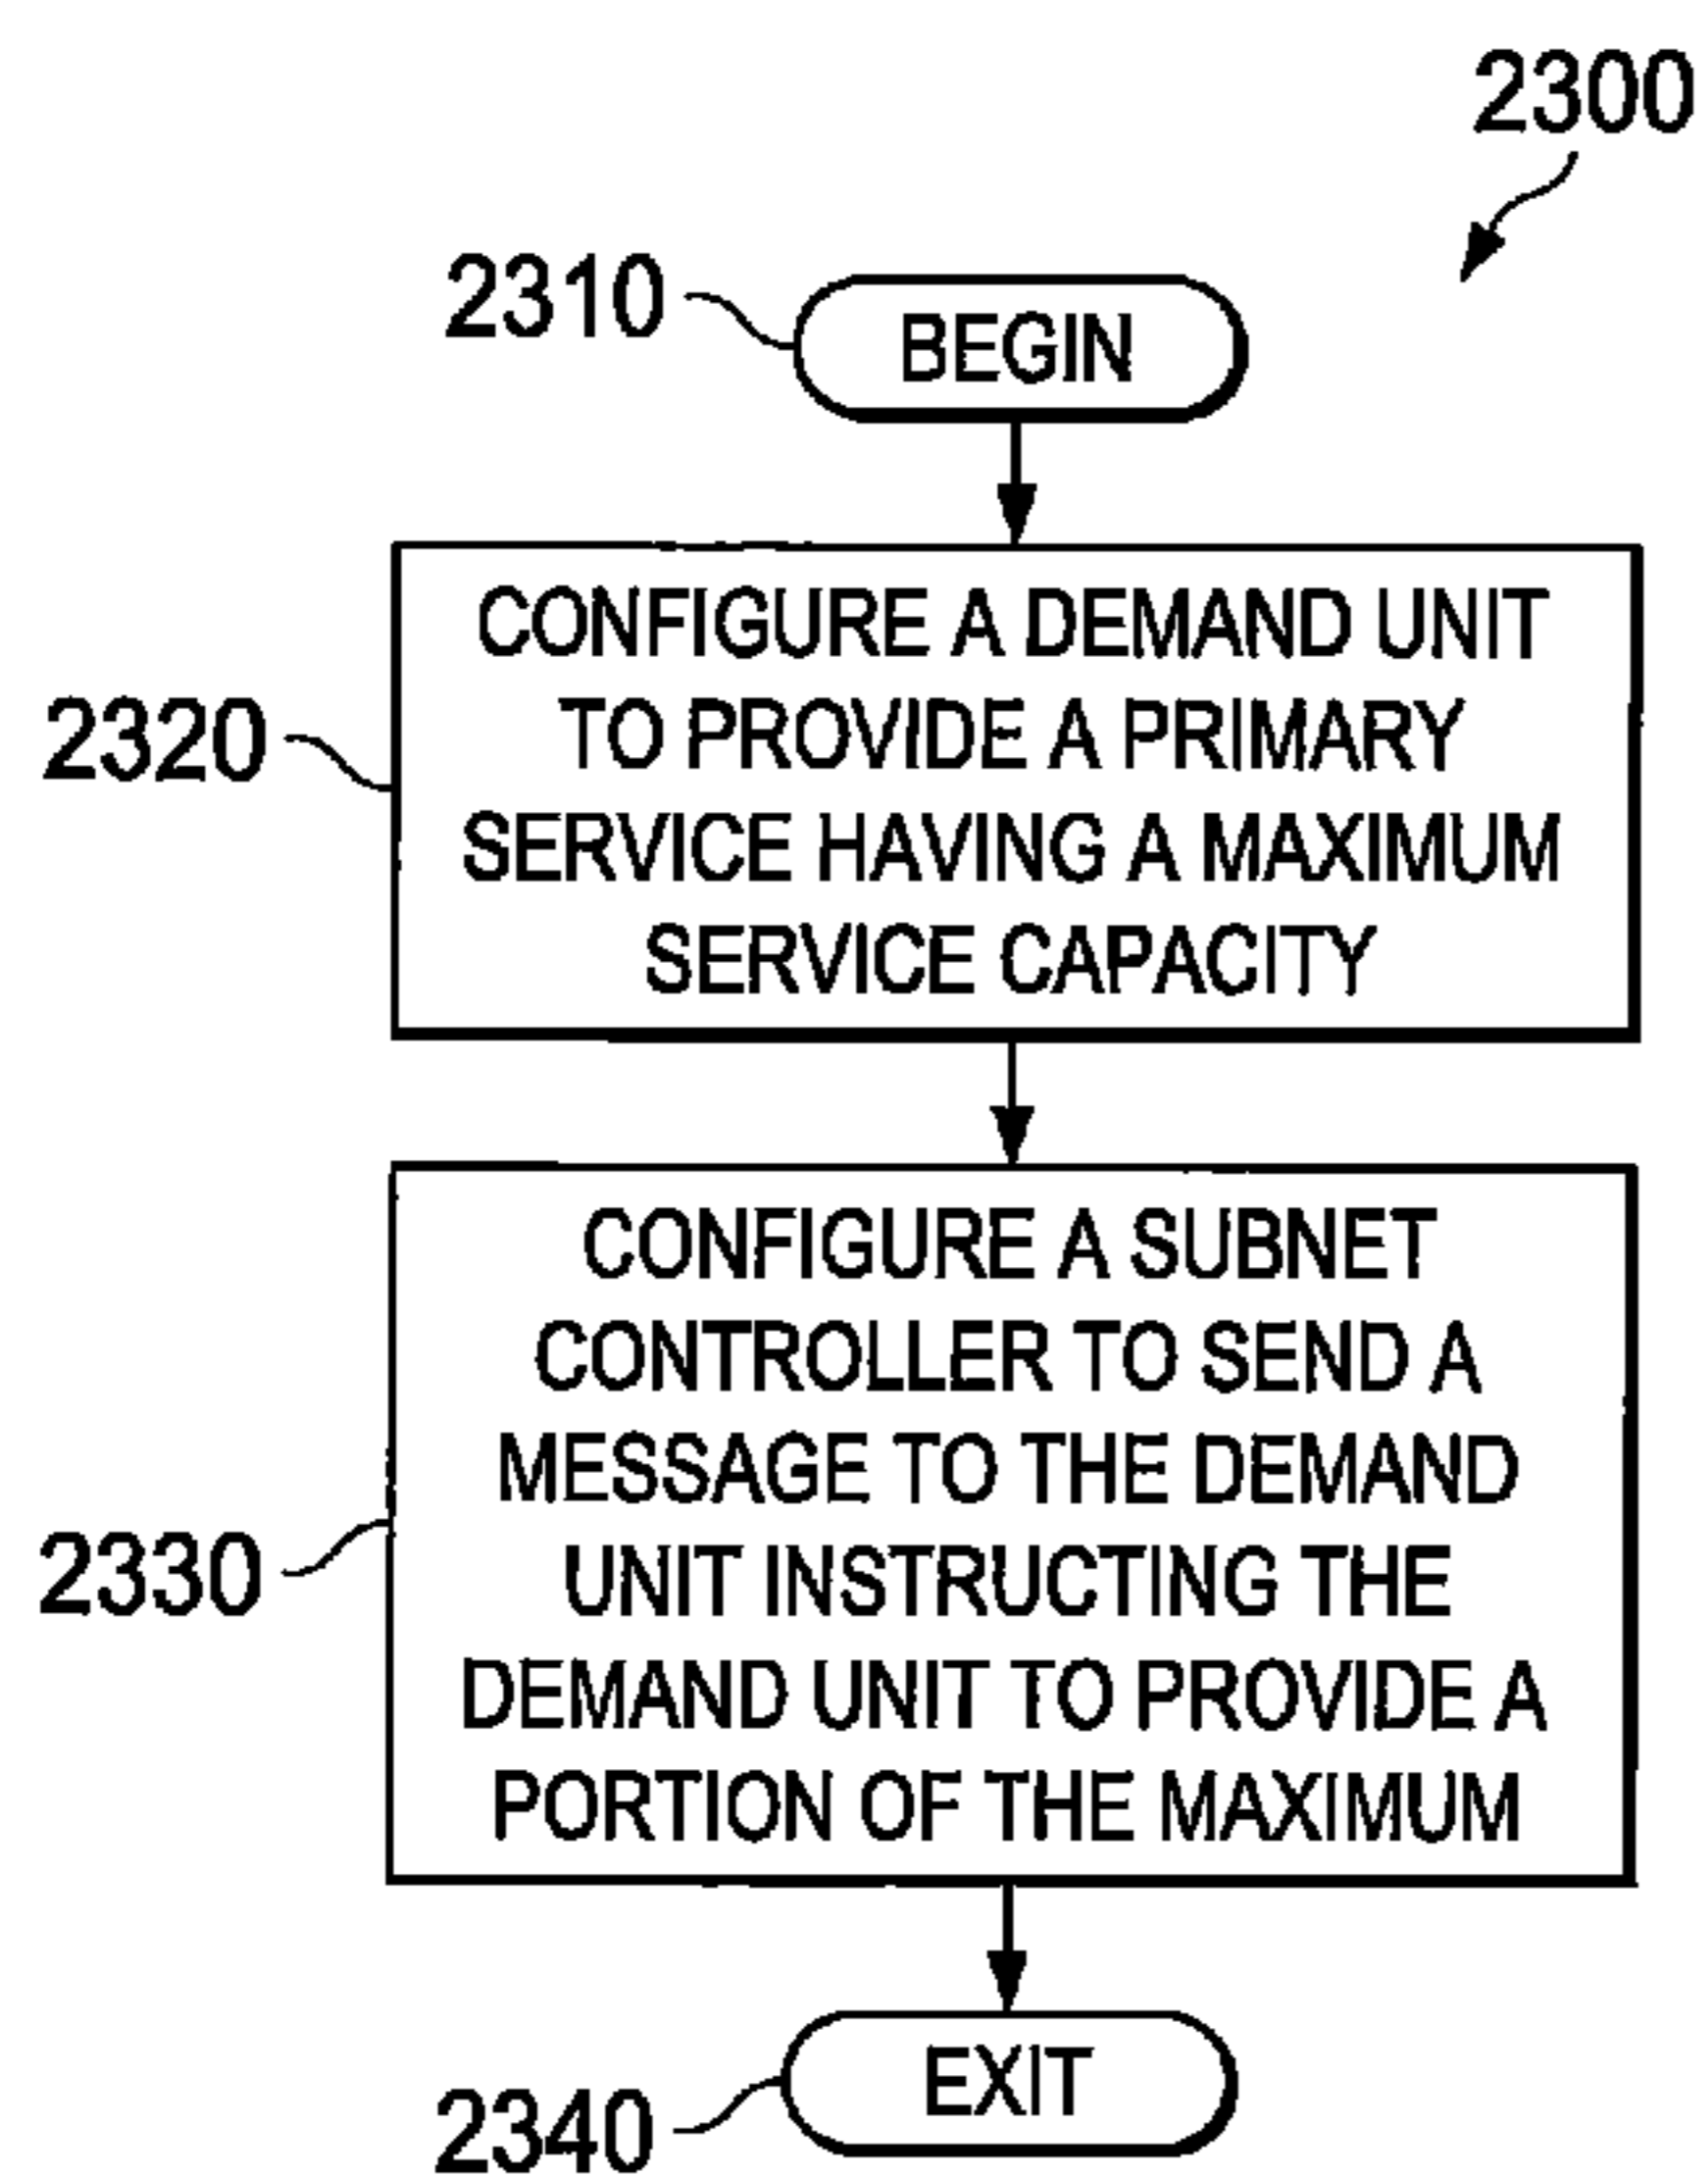 2300
2310
BEGIN
2320
CONFIGURE A DEMAND UNIT
TO PROVIDE A PRIMARY
SERVICE HAVING A MAXIMUM
SERVICE CAPACITY
2330
CONFIGURE A SUBNET
CONTROLLER TO SEND A
MESSAGE TO THE DEMAND
UNIT INSTRUCTING THE
DEMAND UNIT TO PROVIDE A
PORTION OF THE MAXIMUM
2340
EXIT